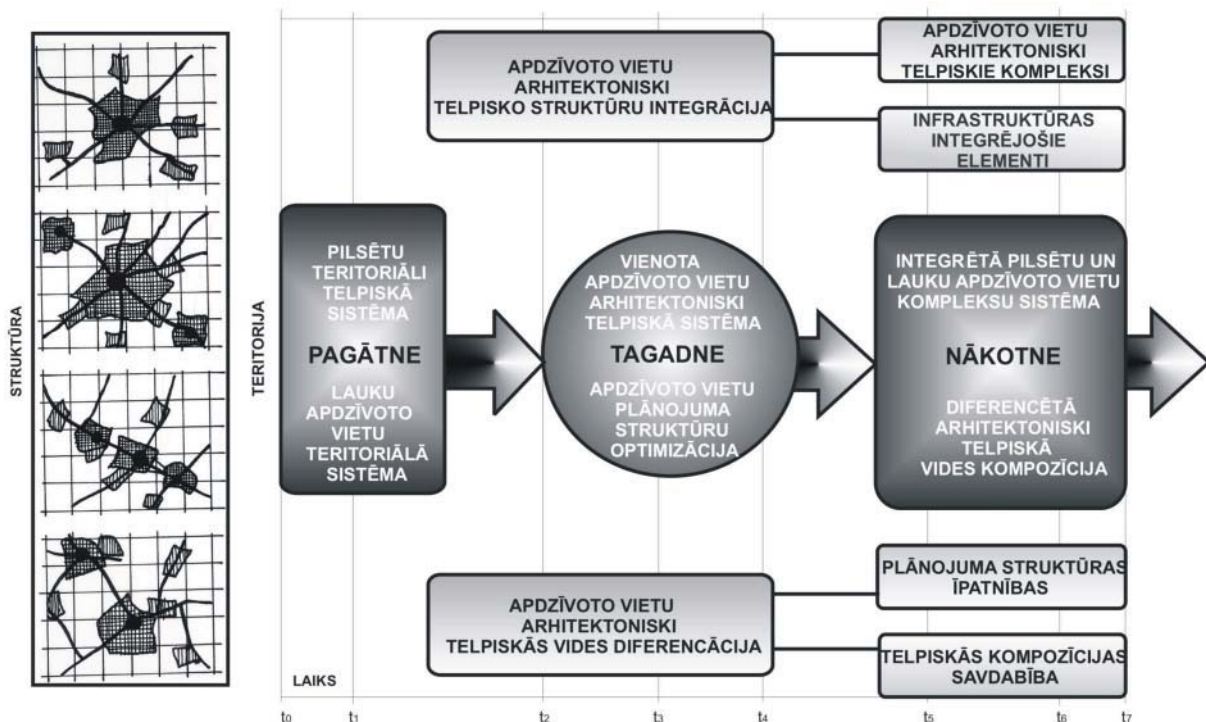 STRUKTŪRA
TERITORIJA
APDZĪVOTO VIETU
ARHITEKTONISKI
TELPISKO STRUKTŪRU INTEGRĀCIJA
APDZĪVOTO VIETU
ARHITEKTONISKI
TELPISKIE KOMPLEKSI
INFRASTRUKTŪRAS
INTEGRĒJOŠIE
ELEMENTI
PILSĒTU
TERITORIĀLI
TELPISKĀ
SISTĒMA
PAGĀTNE
LAUKU
APDZĪVOTO
VIETU
TERITORIĀLĀ
SISTĒMA
VIENOTA
APDZĪVOTO VIETU
ARHITEKTONISKI
TELPISKĀ SISTĒMA
TAGADNE
APDZĪVOTO VIETU
PLĀNOJUMA
STRUKTŪRU
OPTIMIZĀCIJA
INTEGRĒTĀ PILSĒTU UN
LAUKU APDZĪVOTO VIETU
KOMPLEKSU SISTĒMA
NĀKOTNE
DIFERENCĒTĀ
ARHITEKTONISKI
TELPISKĀ
VIDES KOMPOZĪCIJA
APDZĪVOTO VIETU
ARHITEKTONISKI
TELPISKĀS VIDES DIFERENCĀCIJA
PLĀNOJUMA STRUKTŪRAS
ĪPATNĪBAS
TELPISKĀS KOMPOZĪCIJAS
SAVDABĪBA
LAIKS
t0 t1 t2 t3 t4 t5 t6 t7